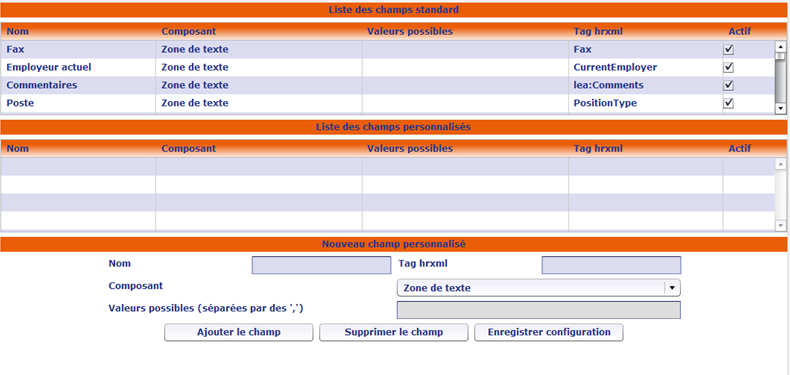 Liste des champs standard
Nom Composant Valeurs possibles Tag hrxml Actif
Fax Zone de texte Fax
Employeur actuel Zone de texte CurrentEmployer
Commentaires Zone de texte lea:Comments
Poste Zone de texte PositionType
Liste des champs personnalisés
Nom Composant Valeurs possibles Tag hrxml Actif
Nouveau champ personnalisé
Nom Tag hrxml
Composant Zone de texte
Valeurs possibles (séparées par des ',')
Ajouter le champ Supprimer le champ Enregistrer configuration